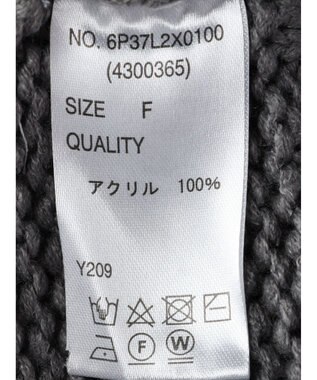 NO. 6P37L2X0100
(4300365)
SIZE F
QUALITY
アクリル 100%
Y209
F W